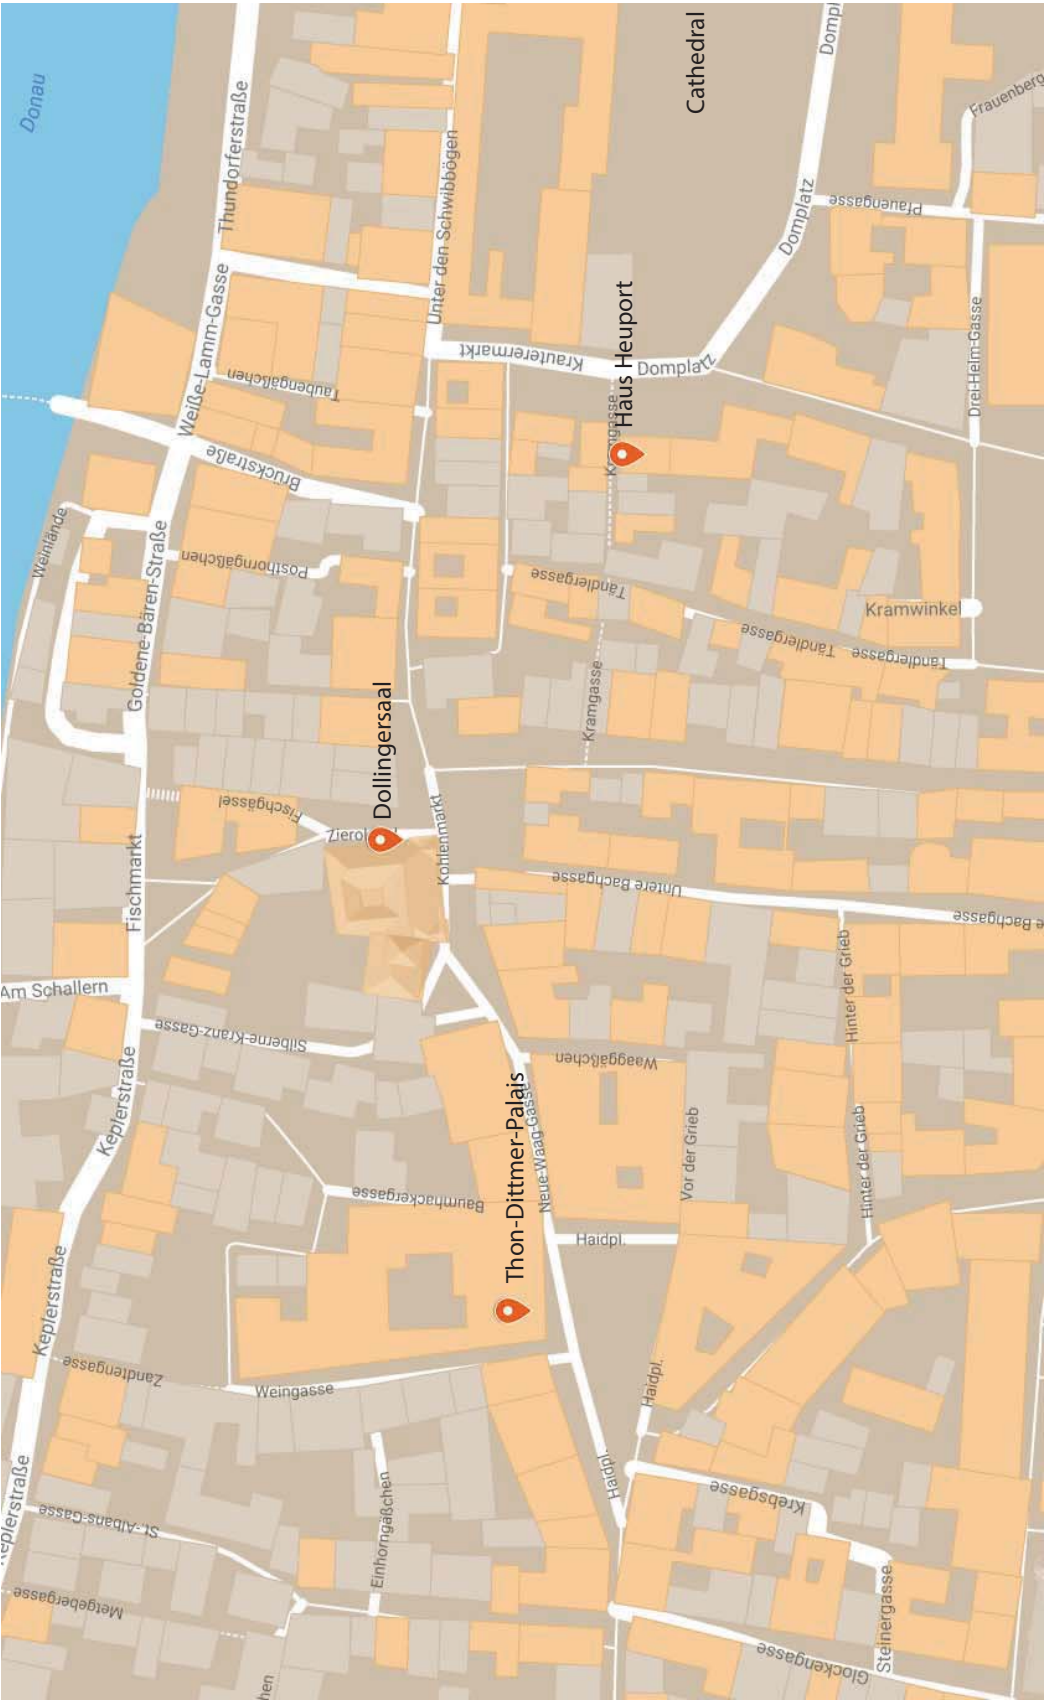 Donau
Cathedral
Thundorferstraße
Unter den Schwibbögen
Frauenberg
Pfauengasse
Domplatz
Weiße-Lamm-Gasse
Taubengäßchen
Krautermarkt
Domplatz
Haus Heuport
Drei-Helm-Gasse
Brückstraße
Weinlände
Goldene-Bären-Straße
Posthorngäßchen
Tändlergasse
Kramwinkel
Tändlergasse
Tändlergasse
Kramgasse
Dollingersaal
Fischgässel
Fischmarkt
Kohlenmarkt
Untere Bachgasse
Am Schallern
Silberne-Kranz-Gasse
Hinter der Grieb
Waaggäßchen
Keplerstraße
Thon-Dittmer-Palais
Neue-Waag-Gasse
Vor der Grieb
Hinter der Grieb
Baumhackergasse
Haidpl.
Keplerstraße
Zandtengasse
Weingasse
Haidpl.
Haidpl.
Keplerstraße
St.-Albans-Gasse
Einhorngäßchen
Krebsgasse
Metgebergasse
Steinergasse
Glockengasse